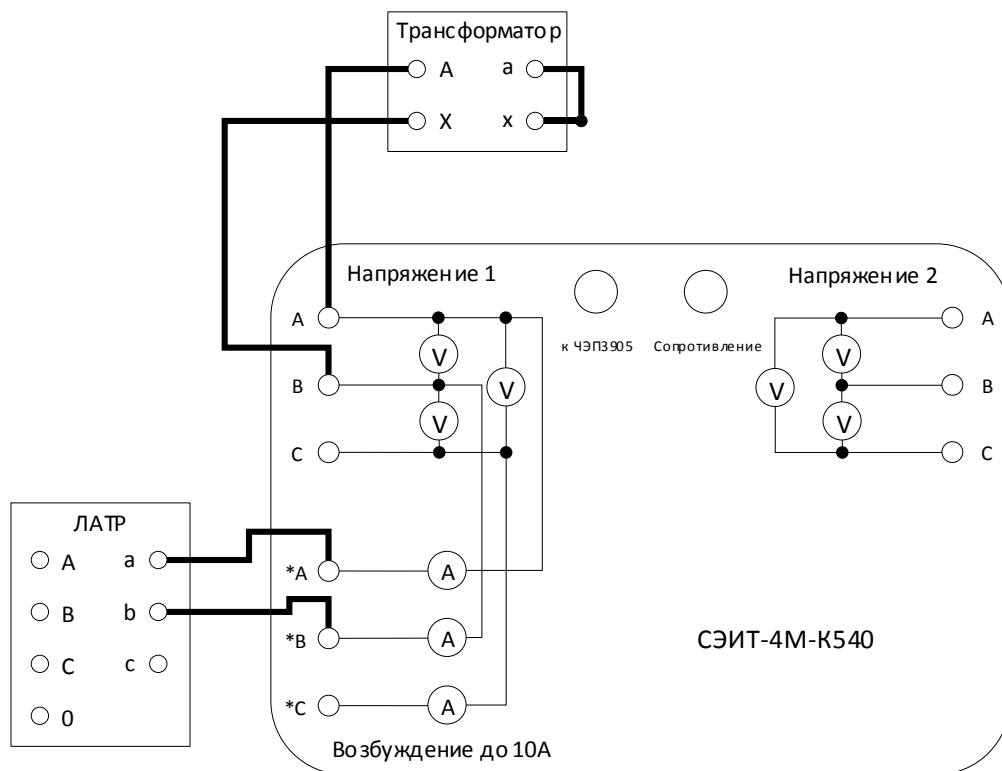 Трансформатор
A a
X x
Напряжение 1
Напряжение 2
A
V
к ЧЭП3905
Сопротивление
V
A
B
V
V
V
B
C
V
V
C
ЛАТР
A a
*A
A
B b
*B
A
СЭИТ-4М-К540
C c
*C
A
0
Возбуждение до 10А